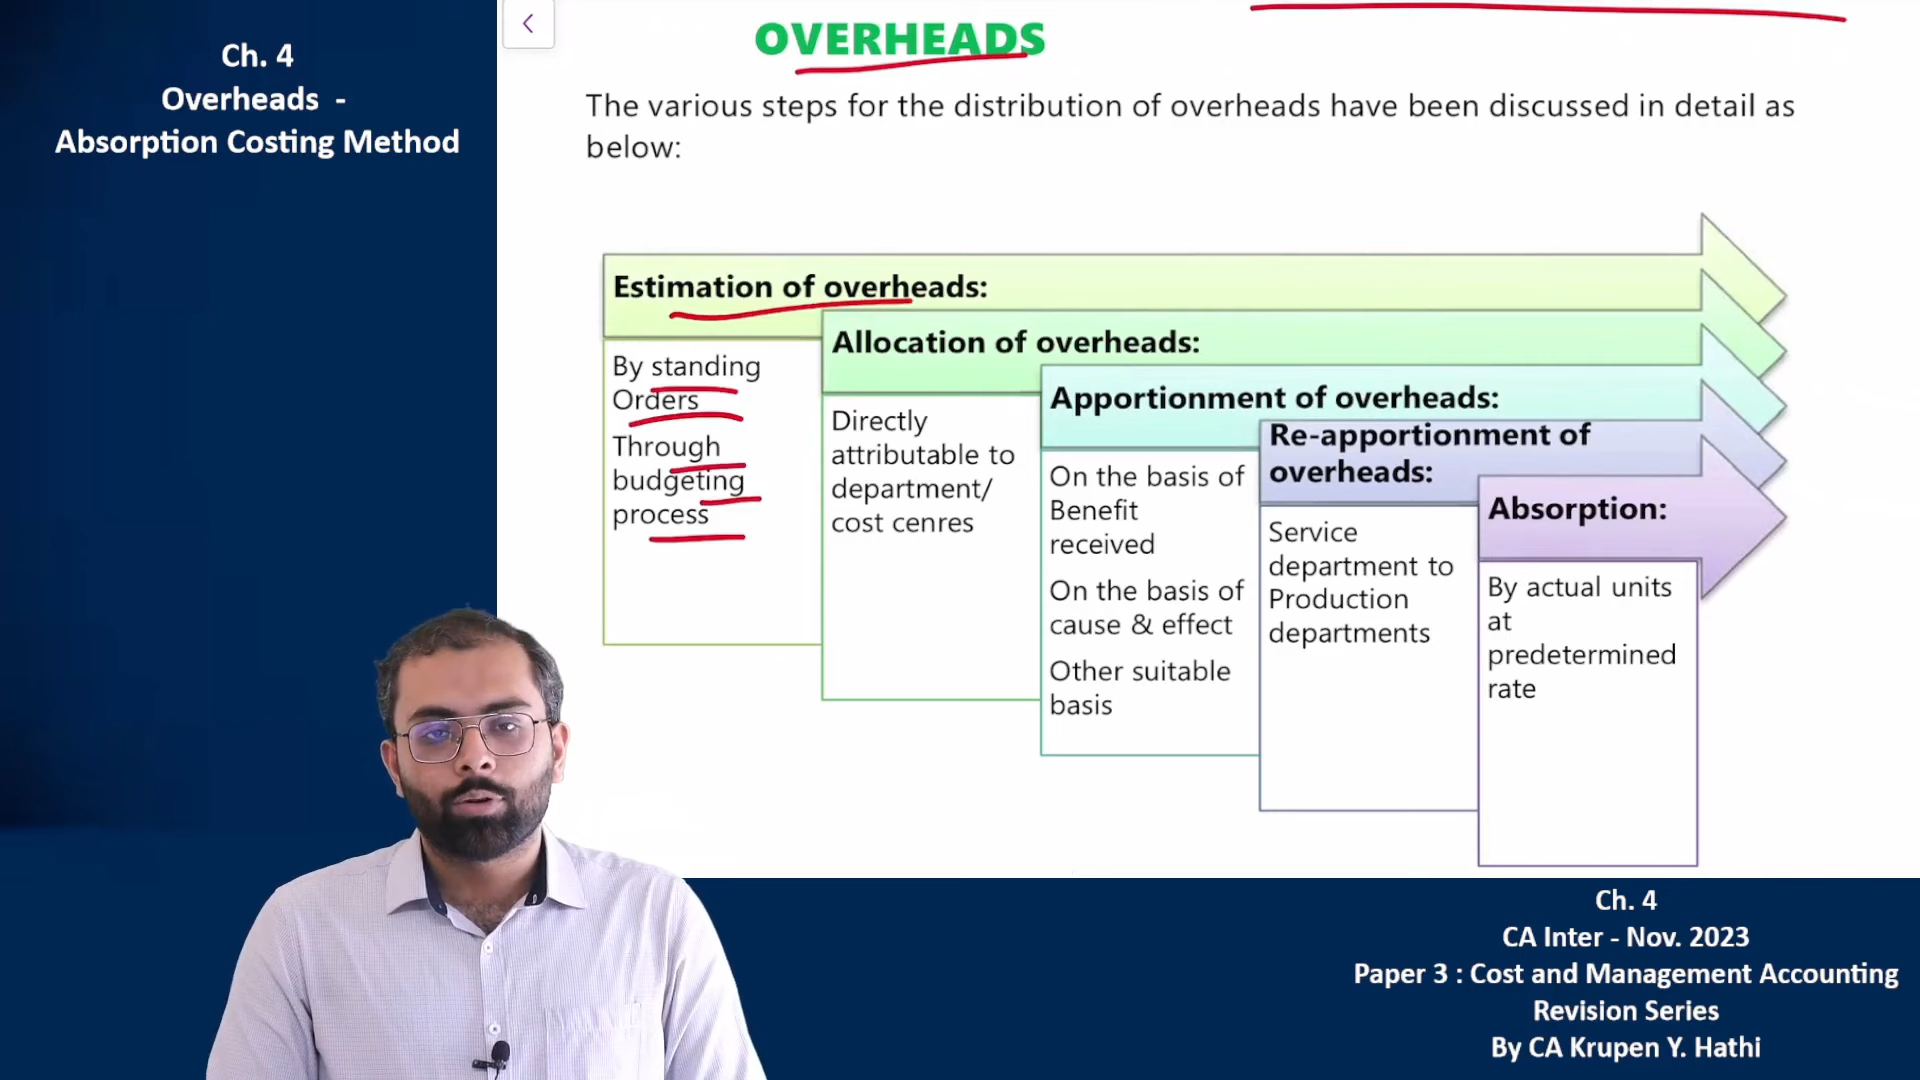 Ch. 4
Overheads -
Absorption Costing Method
OVERHEADS
The various steps for the distribution of overheads have been discussed in detail as
below:
Estimation of overheads:
By standing
Orders
Through
budgeting
process
Allocation of overheads:
Directly
attributable to
department/
cost cenres
Apportionment of overheads:
On the basis of
Benefit
received
On the basis of
cause & effect
Other suitable
basis
Re-apportionment of
overheads:
Service
department to
Production
departments
Absorption:
By actual units
at
predetermined
rate
Ch. 4
CA Inter - Nov. 2023
Paper 3 : Cost and Management Accounting
Revision Series
By CA Krupen Y. Hathi